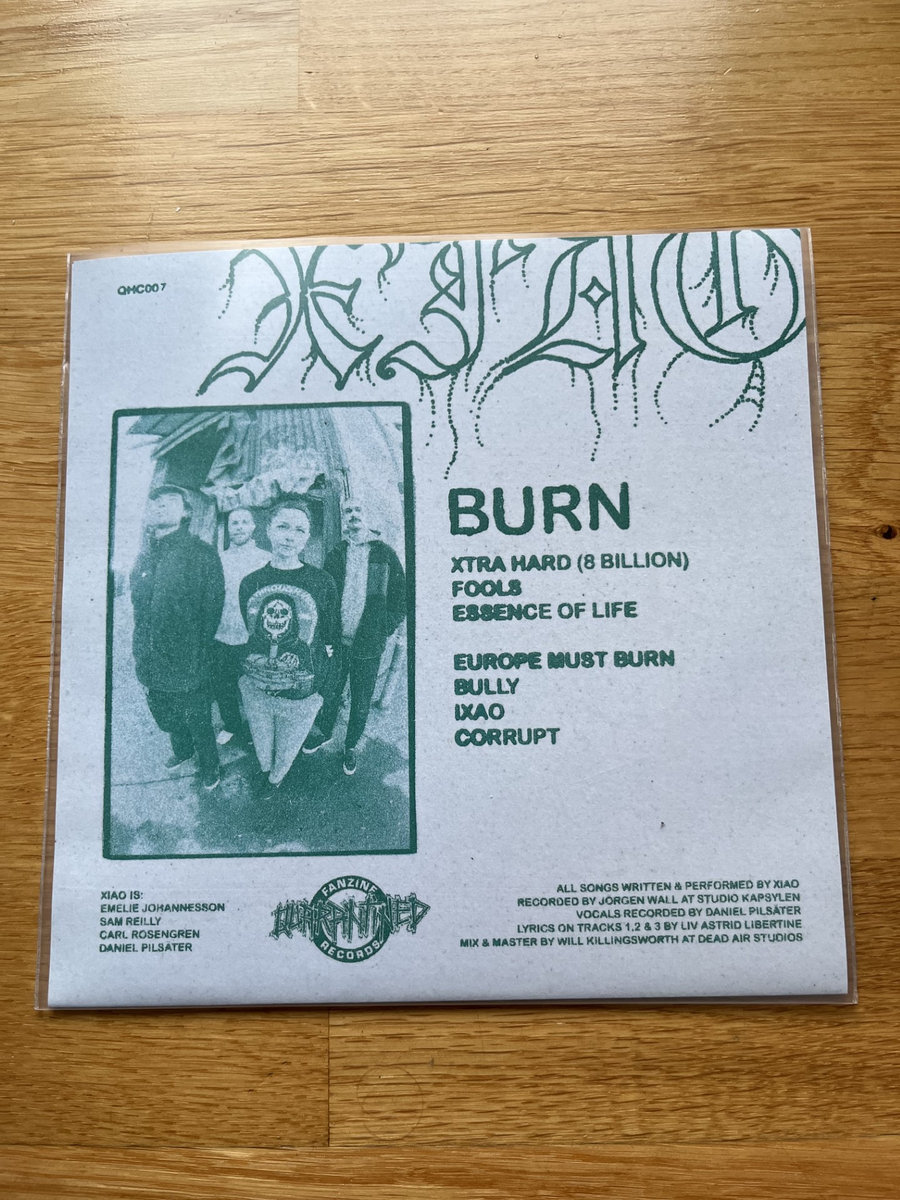 QMC007
XIAO
BURN
XTRA HARD (8 BILLION)
FOOLS
ESSENCE OF LIFE
EUROPE MUST BURN
BULLY
IXAO
CORRUPT
XIAO IS:
EMELIE JOHANNESSON
SAM REILLY
CARL ROSENGREN
DANIEL PILSÄTER
FANZINE
RECORDS
ALL SONGS WRITTEN & PERFORMED BY XIAO
RECORDED BY JÖRGEN WALL AT STUDIO KAPSYLEN
VOCALS RECORDED BY DANIEL PILSÄTER
LYRICS ON TRACKS 1,2 & 3 BY LIV ASTRID LIBERTINE
MIX & MASTER BY WILL KILLINGSWORTH AT DEAD AIR STUDIOS